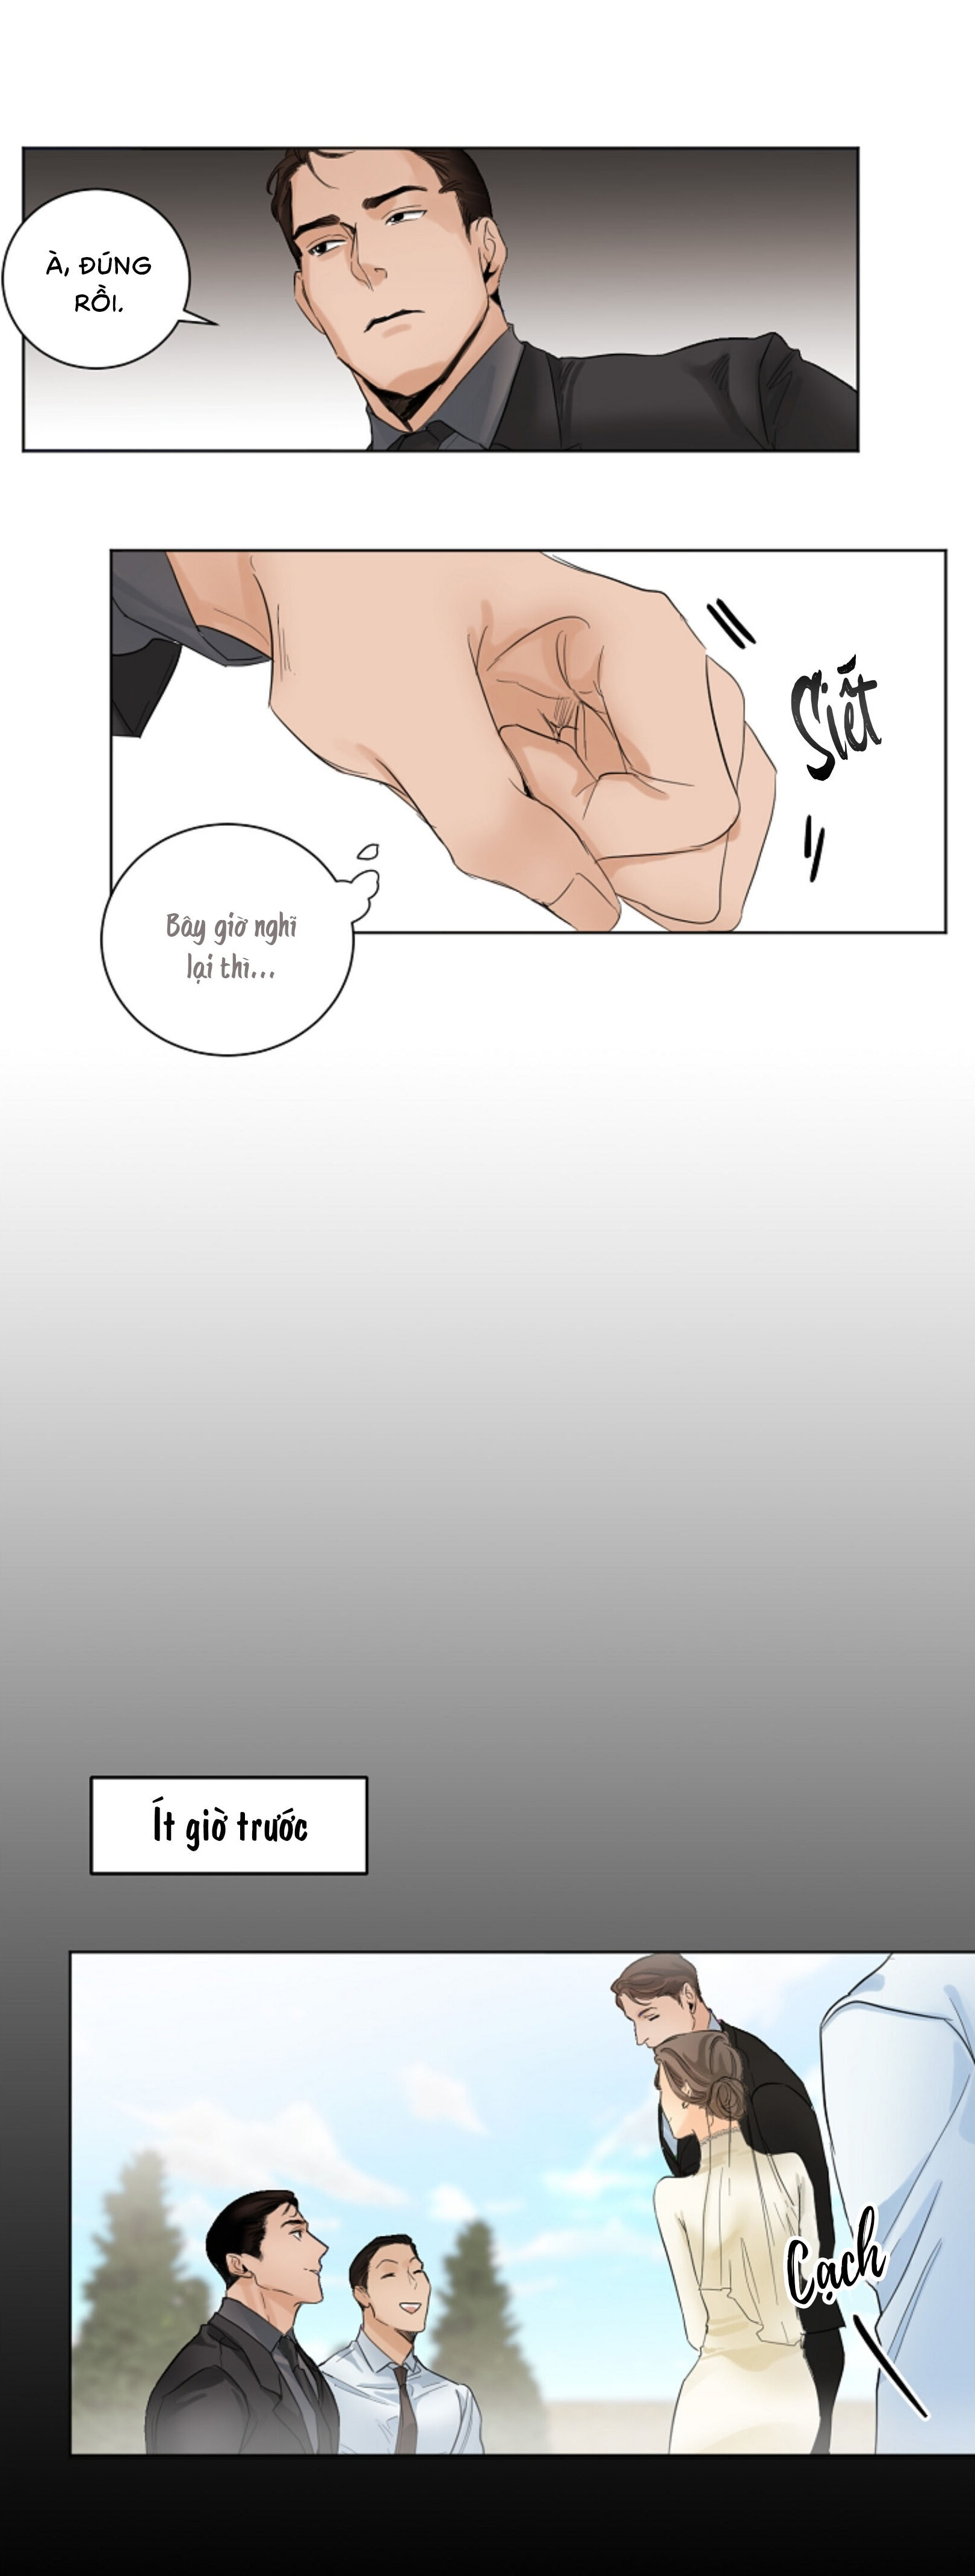 À, ĐÚNG
RỒI.
Siết
Bây giờ nghĩ
lại thì...
Ít giờ trước
Cạch